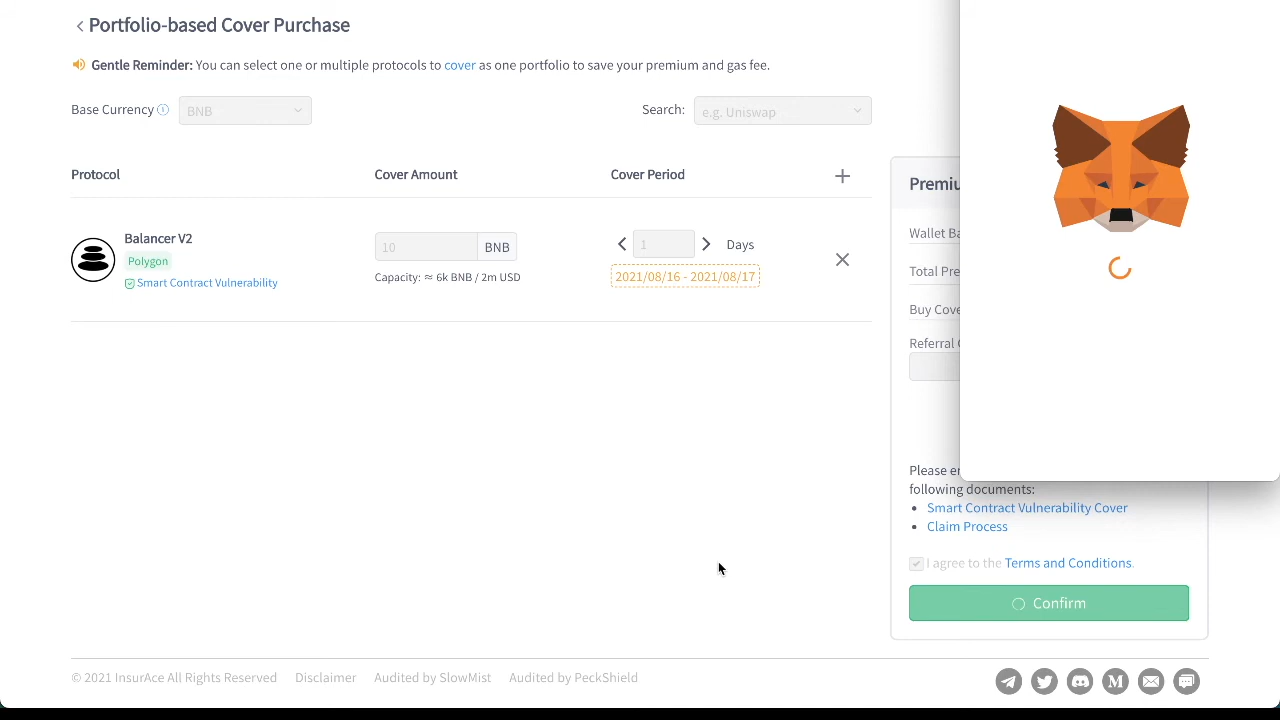 Portfolio-based Cover Purchase
Gentle Reminder: You can select one or multiple protocols to cover as one portfolio to save your premium and gas fee.
Base Currency BNB Search: e.g. Uniswap
Protocol Cover Amount Cover Period
Balancer V2
Polygon
Smart Contract Vulnerability
10 BNB
Capacity: ≈ 6k BNB / 2m USD
1 Days
2021/08/16 - 2021/08/17
Wallet
Total
Buy
Referral
Please
following documents:
• Smart Contract Vulnerability Cover
• Claim Process
I agree to the Terms and Conditions.
Confirm
© 2021 InsurAce All Rights Reserved Disclaimer Audited by SlowMist Audited by PeckShield